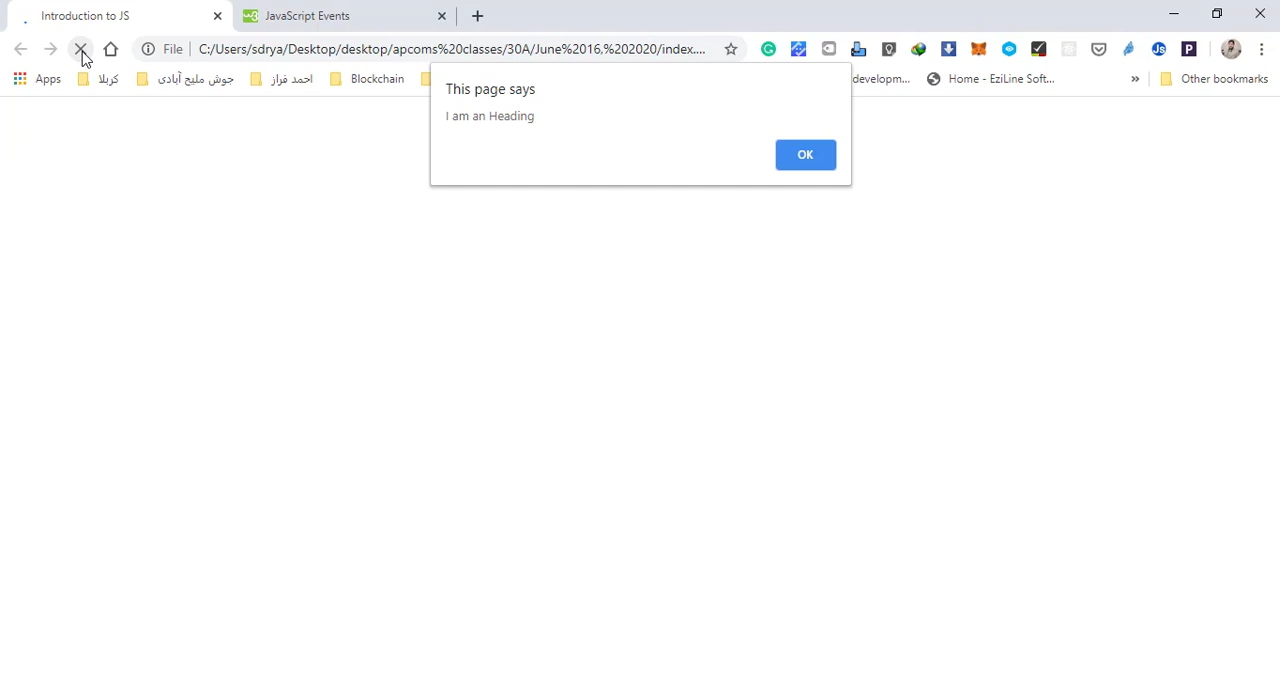 Introduction to JS
JavaScript Events
File
C:/Users/sdrya/Desktop/desktop/apcoms%20classes/30A/June%2016,%202020/index....
Apps
کربلا
جوش ملیح آبادی
احمد فراز
Blockchain
developm...
Home - EziLine Soft...
»
Other bookmarks
This page says
I am an Heading
OK